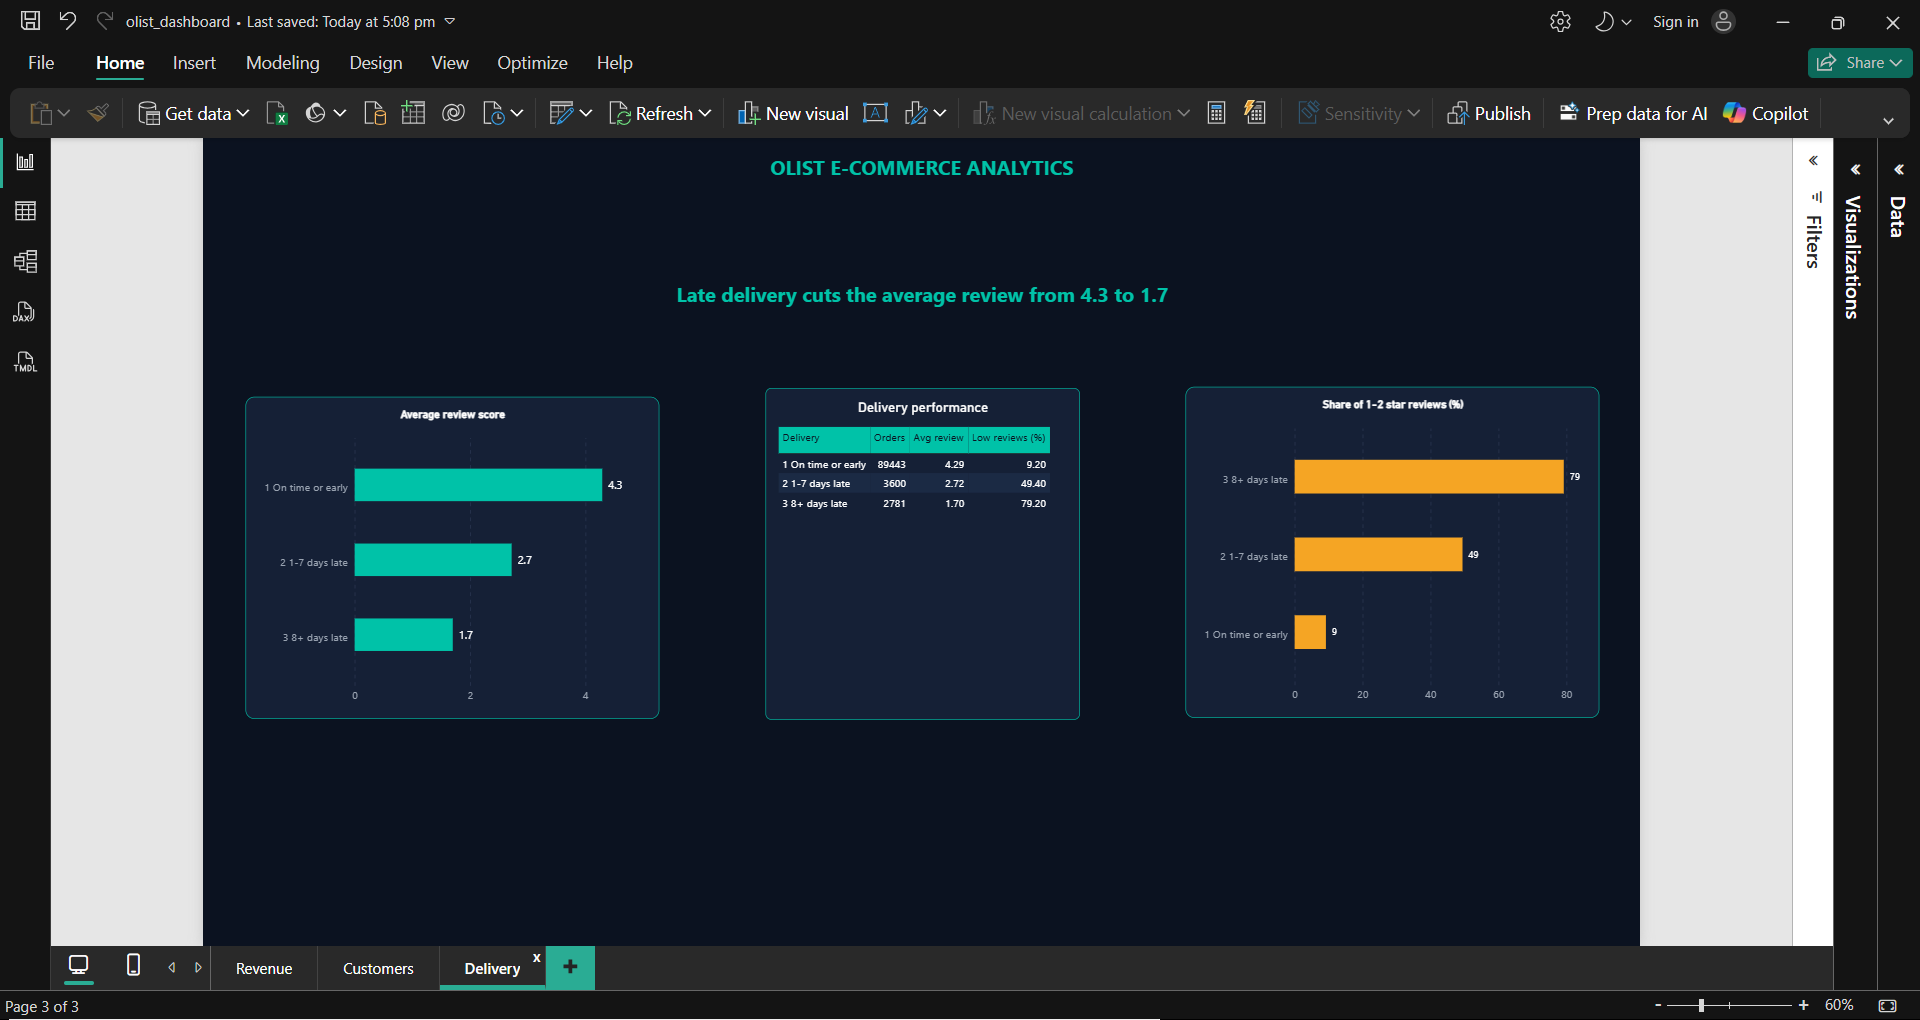 olist_dashboard • Last saved: Today at 5:08 pm
Sign in
File Home Insert Modeling Design View Optimize Help
Share
Get data
Refresh
New visual
New visual calculation
Sensitivity
Publish
Prep data for AI
Copilot
OLIST E-COMMERCE ANALYTICS
Late delivery cuts the average review from 4.3 to 1.7
Average review score
1 On time or early 4.3
2 1-7 days late 2.7
3 8+ days late 1.7
0 2 4
Delivery performance
Delivery Orders Avg review Low reviews (%)
1 On time or early 89443 4.29 9.20
2 1-7 days late 3600 2.72 49.40
3 8+ days late 2781 1.70 79.20
Share of 1-2 star reviews (%)
3 8+ days late 79
2 1-7 days late 49
1 On time or early 9
0 20 40 60 80
Filters
Visualizations
Data
DAX
TMDL
Revenue Customers Delivery x +
Page 3 of 3
- + 60%